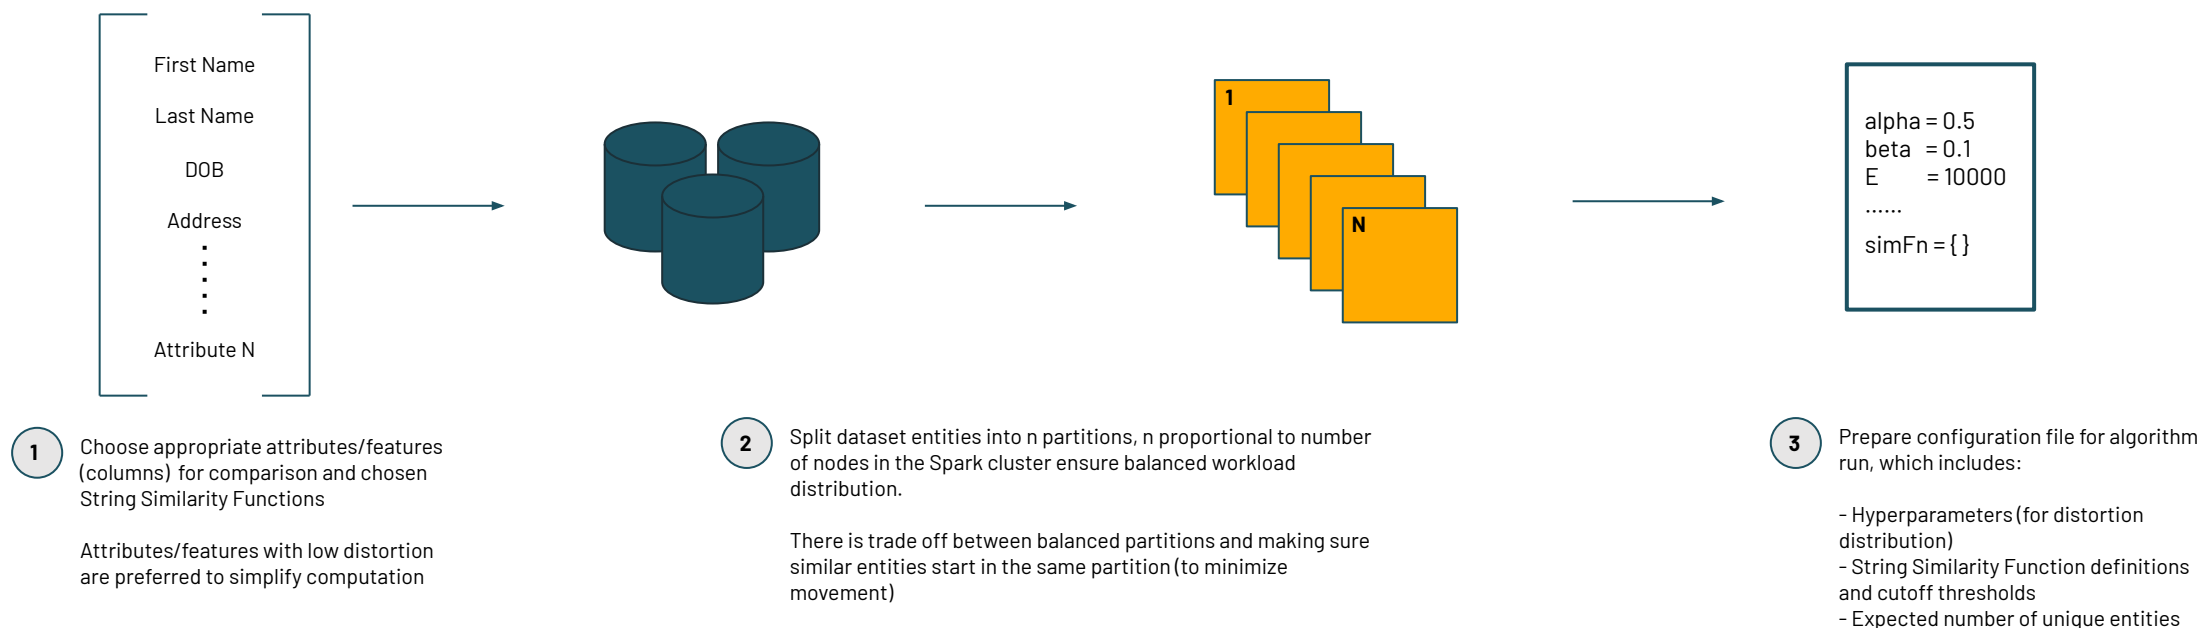 First Name
Last Name
DOB
Address
Attribute N
1
N
alpha = 0.5
beta = 0.1
E = 10000
......
simFn = { }
1
Choose appropriate attributes/features
(columns) for comparison and chosen
String Similarity Functions
Attributes/features with low distortion
are preferred to simplify computation
2
Split dataset entities into n partitions, n proportional to number
of nodes in the Spark cluster ensure balanced workload
distribution.
There is trade off between balanced partitions and making sure
similar entities start in the same partition (to minimize
movement)
3
Prepare configuration file for algorithm
run, which includes:
- Hyperparameters (for distortion
distribution)
- String Similarity Function definitions
and cutoff thresholds
- Expected number of unique entities